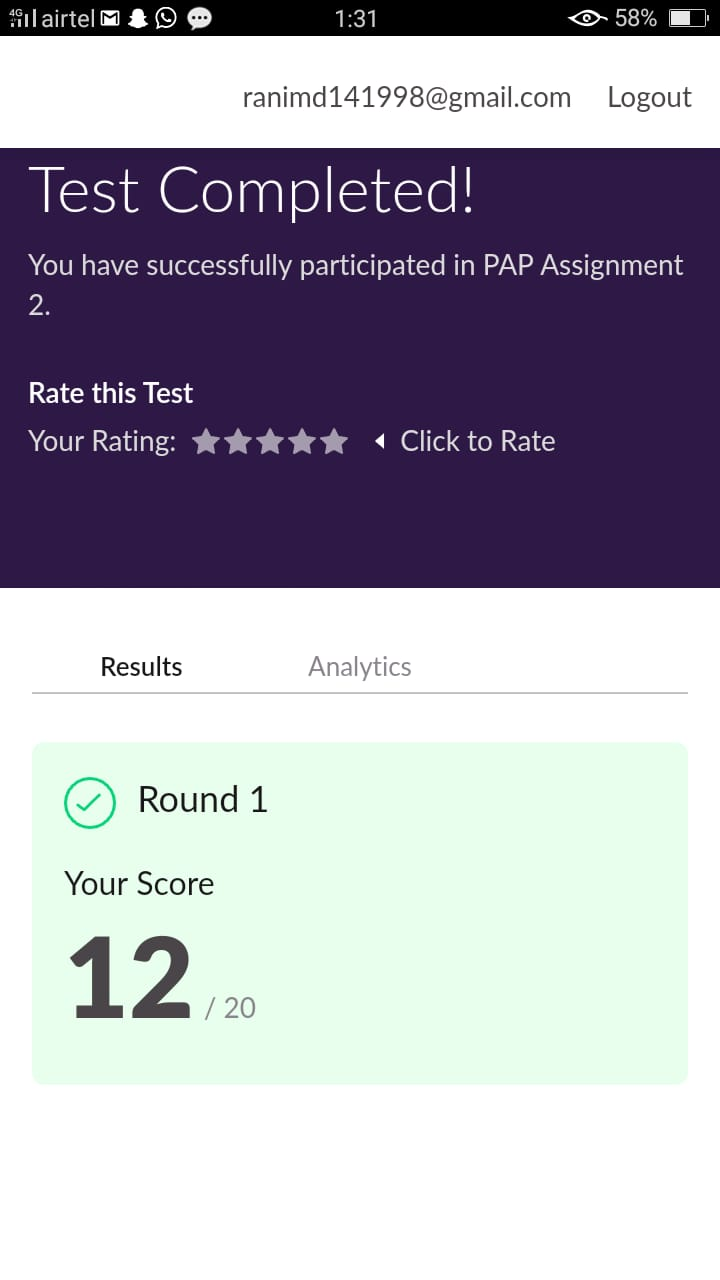 4G airtel 1:31 58%
ranimd141998@gmail.com Logout
Test Completed!
You have successfully participated in PAP Assignment
2.
Rate this Test
Your Rating: Click to Rate
Results Analytics
Round 1
Your Score
12 / 20